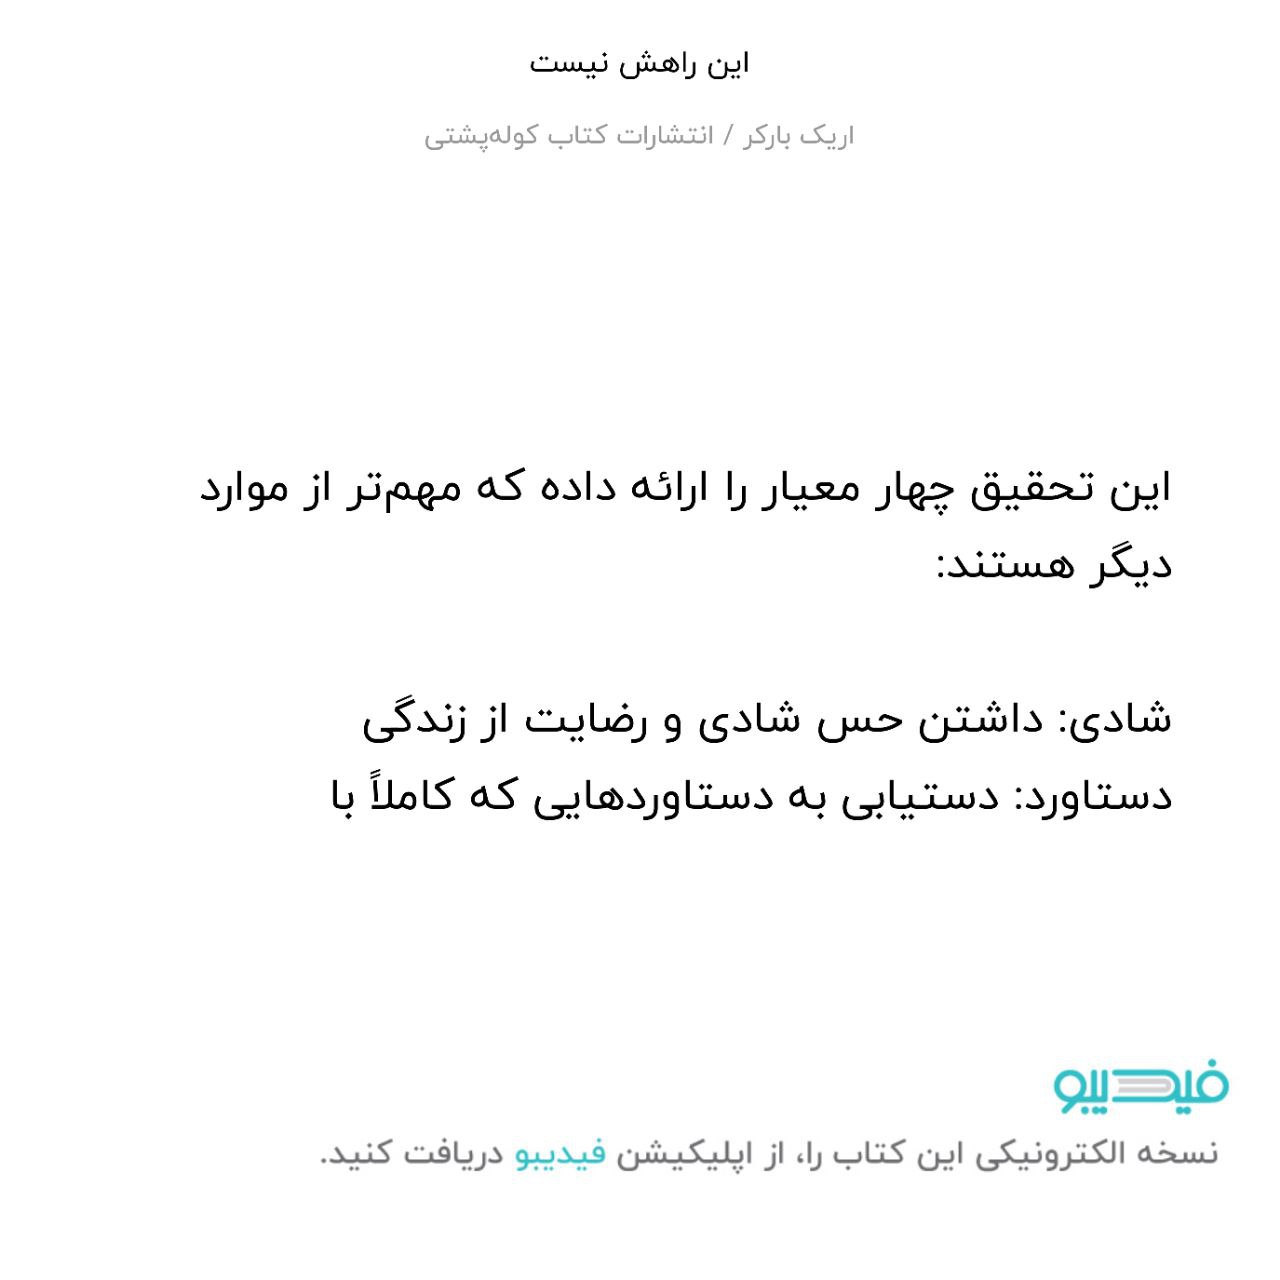 این راهش نیست
اریک بارکر / انتشارات کتاب کوله‌پشتی
این تحقیق چهار معیار را ارائه داده که مهم‌تر از موارد
دیگر هستند:
شادی: داشتن حس شادی و رضایت از زندگی
دستاورد: دستیابی به دستاوردهایی که کاملاً با
فیدیبو
نسخه الکترونیکی این کتاب را، از اپلیکیشن فیدیبو دریافت کنید.